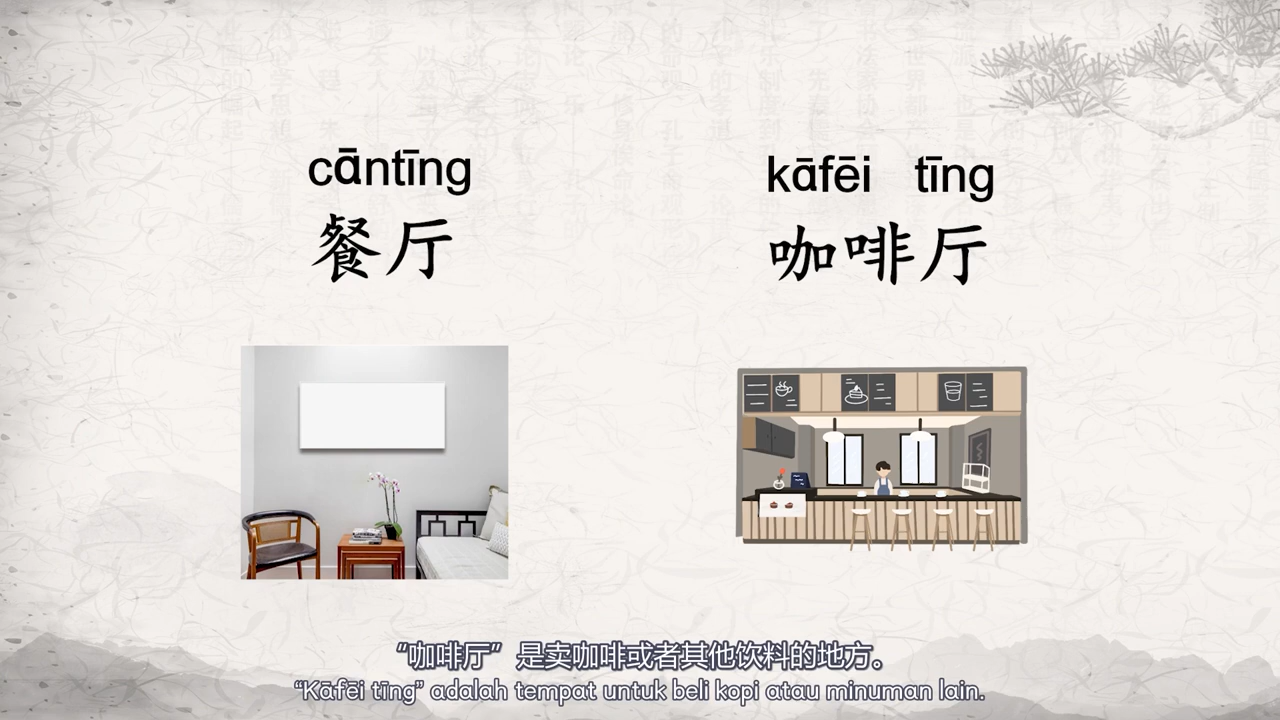 cāntīng
餐厅
kāfēi tīng
咖啡厅
“咖啡厅”是卖咖啡或者其他饮料的地方。
“Kāfēi tīng” adalah tempat untuk beli kopi atau minuman lain.